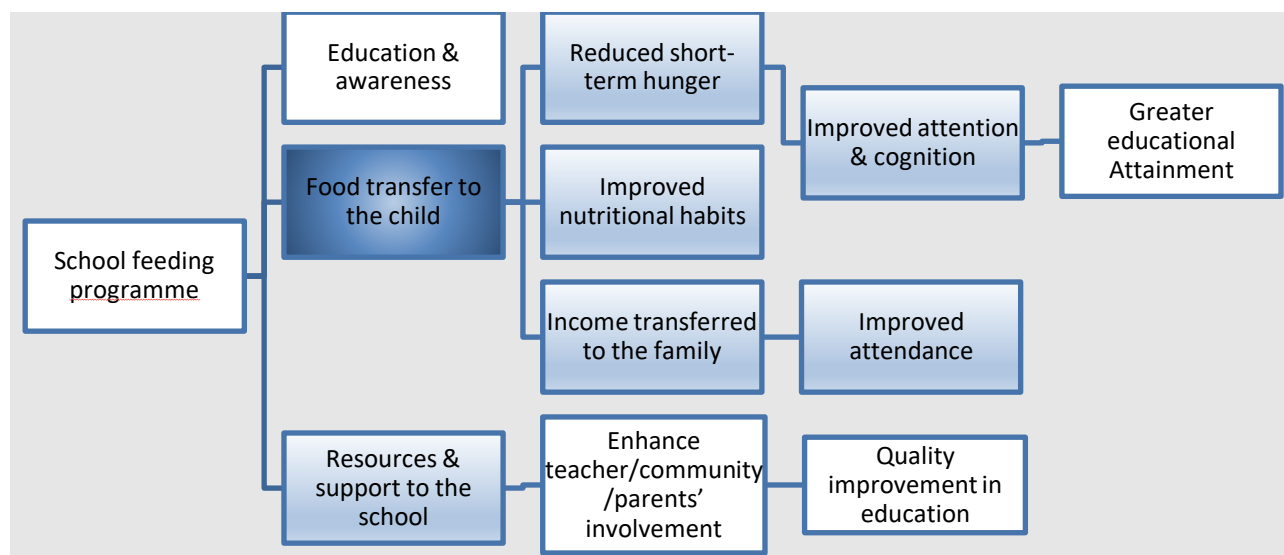 Education &
awareness
Reduced short-
term hunger
Improved attention
& cognition
Greater
educational
Attainment
Food transfer to
the child
Improved
nutritional habits
School feeding
programme
Income transferred
to the family
Improved
attendance
Resources &
support to the
school
Enhance
teacher/community
/parents’
involvement
Quality
improvement in
education